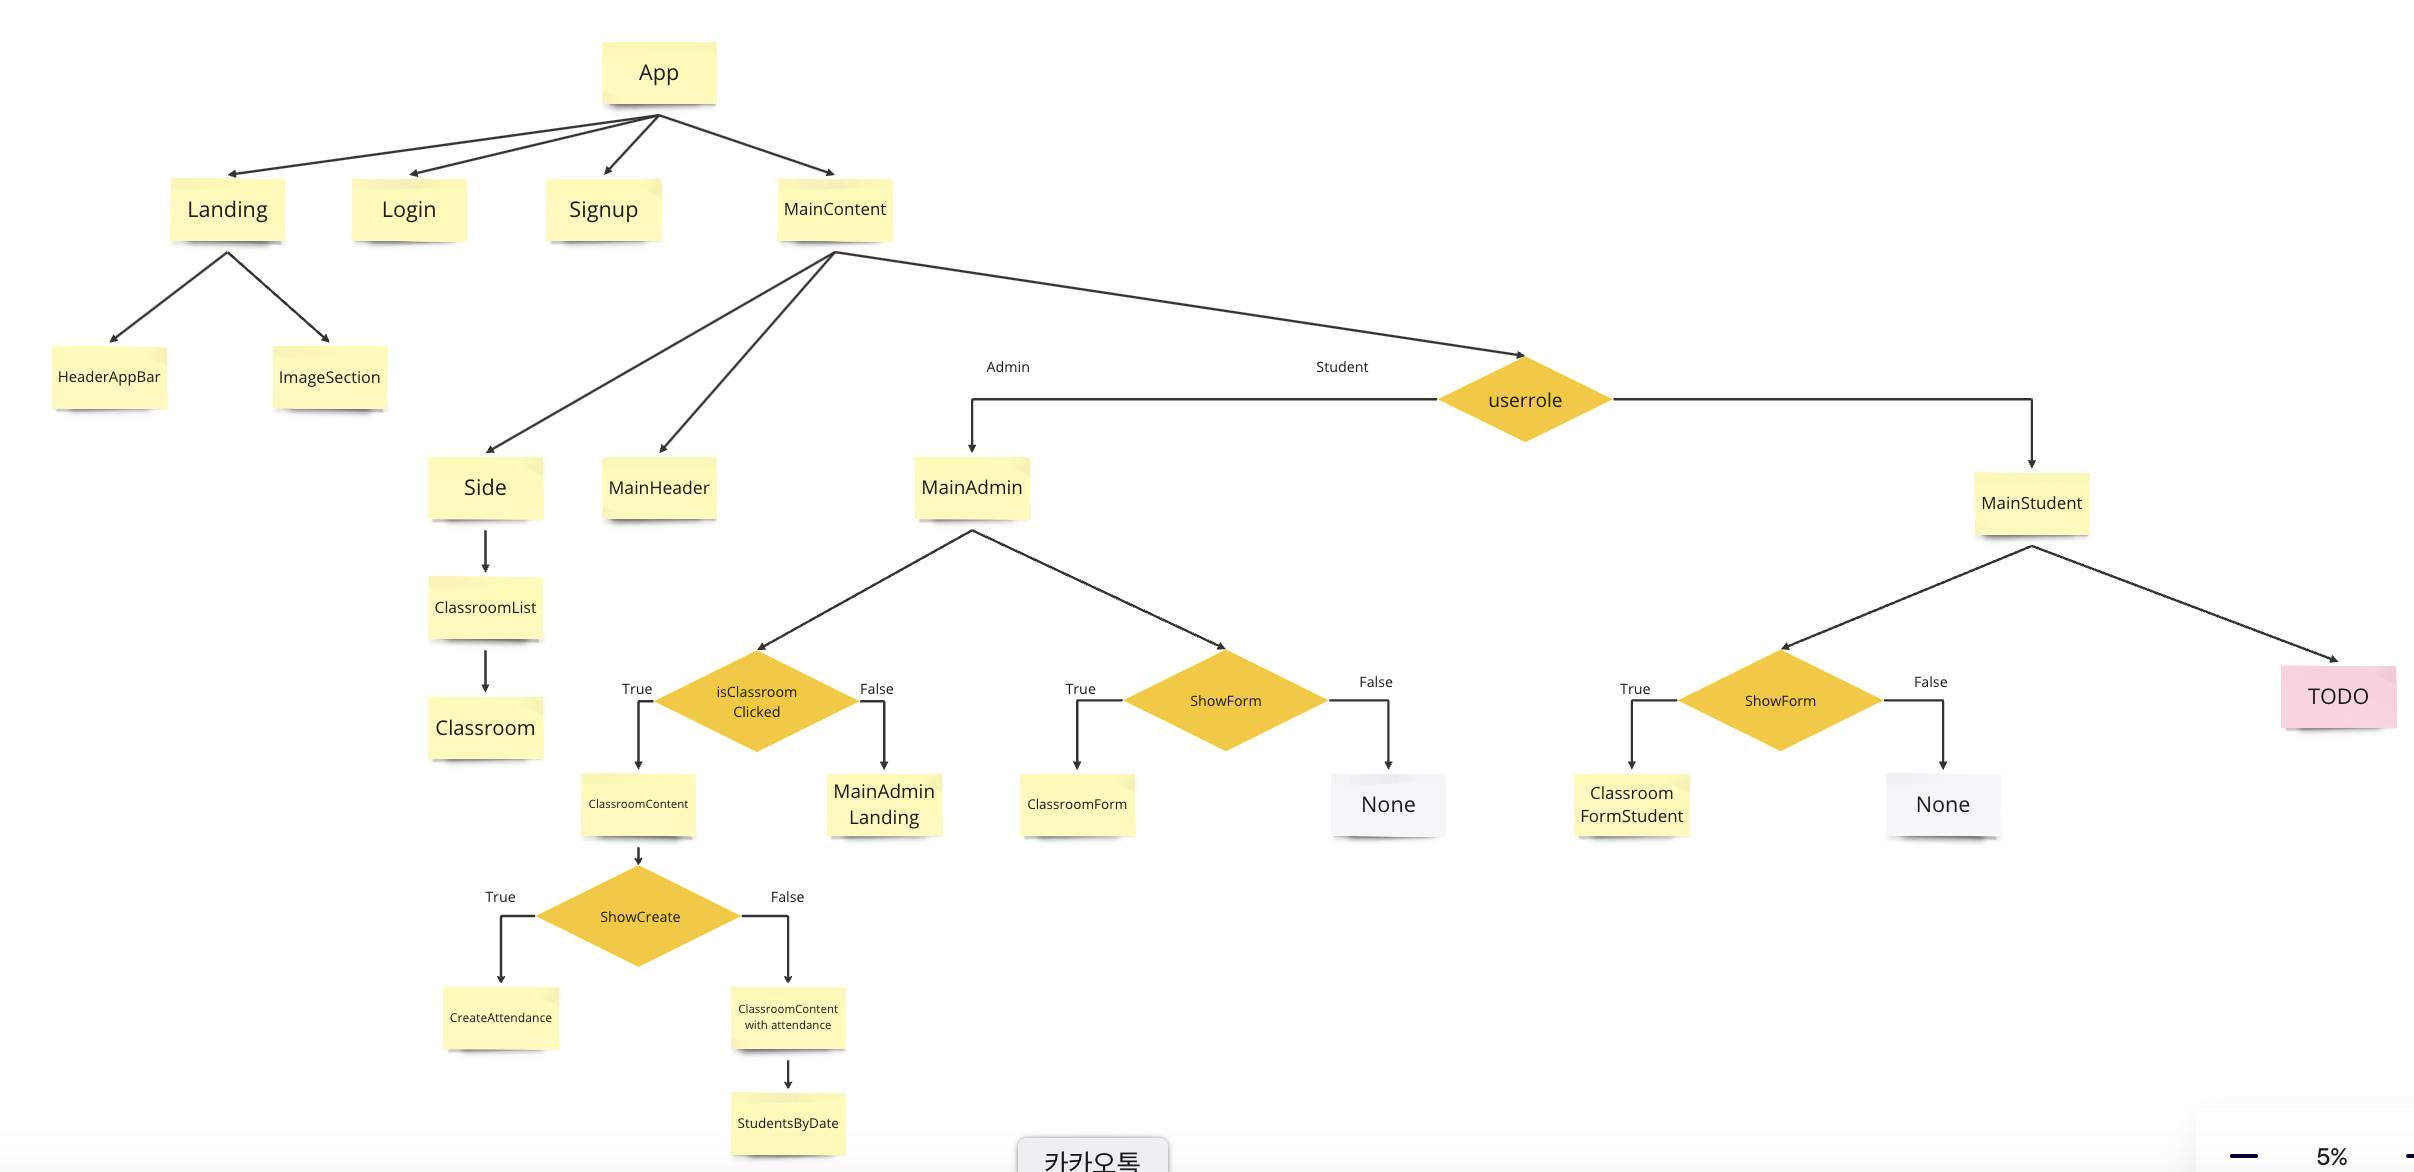 App
Landing
Login
Signup
MainContent
HeaderAppBar
ImageSection
Admin
Student
userrole
Side
MainHeader
MainAdmin
MainStudent
ClassroomList
Classroom
True
isClassroom
Clicked
False
True
ShowForm
False
True
ShowForm
False
TODO
ClassroomContent
MainAdmin
Landing
ClassroomForm
None
Classroom
FormStudent
None
True
ShowCreate
False
CreateAttendance
ClassroomContent
with attendance
StudentsByDate
카카오톡
5%